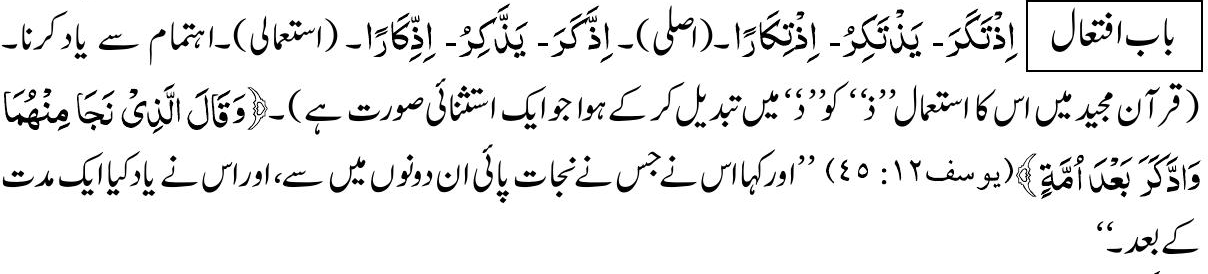 باب افتعال اِذْتَكَرَ۔ يَذْتَكِرُ۔ اِذْتِكَارًا۔ (اصلی)۔ اِذَّكَرَ۔ يَذَّكِرُ۔ اِذِّكَارًا۔ (استعمالی)۔ اہتمام سے یاد کرنا۔
(قرآن مجید میں اس کا استعمال ’’ذ‘‘ کو ’’د‘‘ میں تبدیل کر کے ہوا جو ایک استثنائی صورت ہے)۔ ﴿وَقَالَ الَّذِىْ نَجَا مِنْهُمَا
وَادَّكَرَ بَعْدَ اُمَّةٍ﴾ (یوسف ١٢: ٤٥) ’’اور کہا اس نے جس نے نجات پائی ان دونوں میں سے، اور اس نے یاد کیا ایک مدت
کے بعد۔‘‘